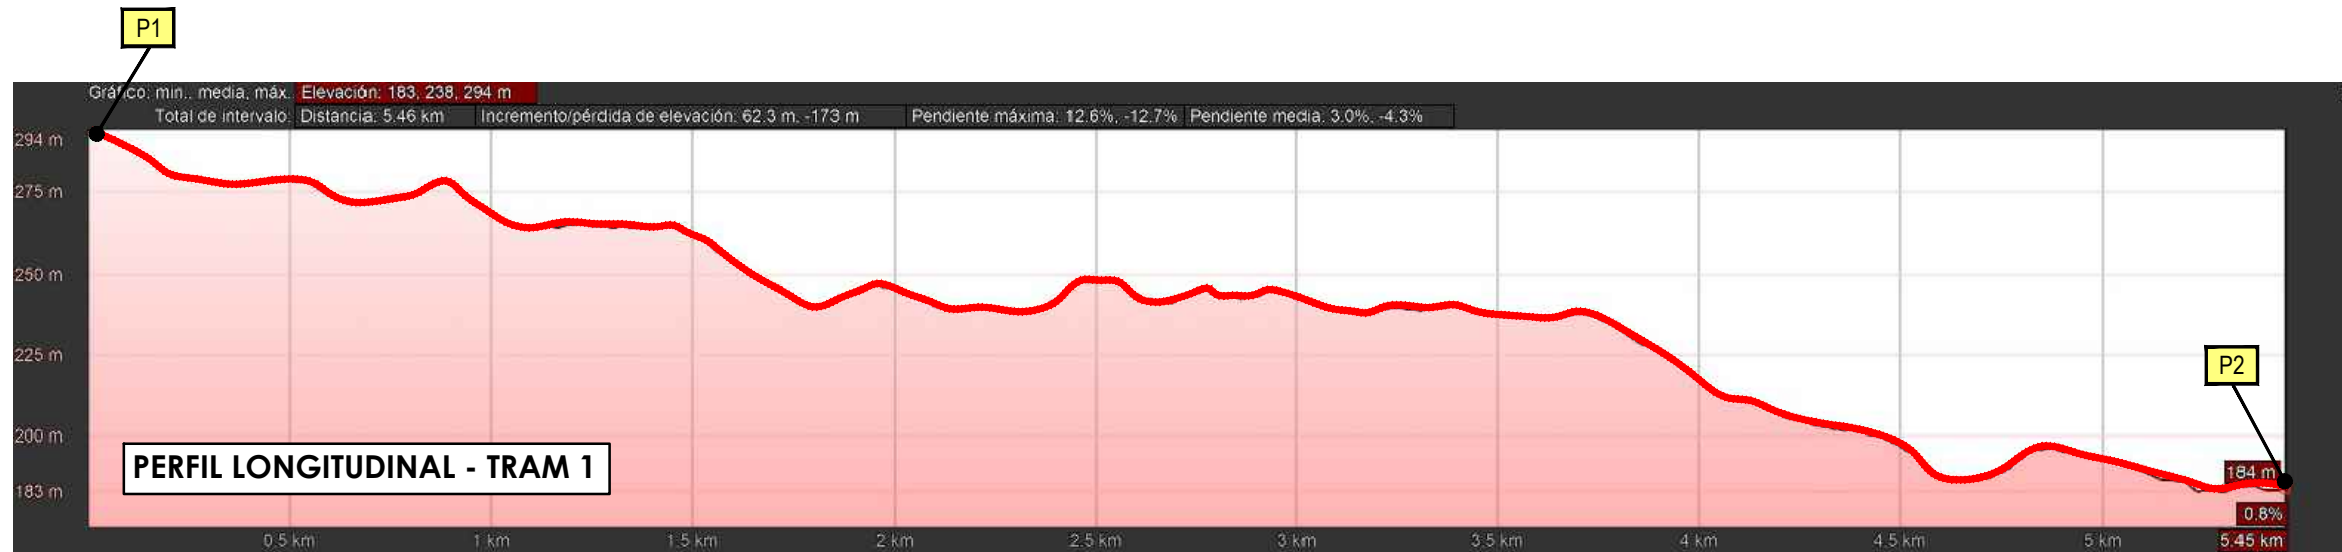 P1
Gráfico: min., media, máx. Elevación: 183, 238, 294 m
Total de intervalo: Distancia: 5.46 km Incremento/pérdida de elevación: 62.3 m, -173 m Pendiente máxima: 12.6%, -12.7% Pendiente media: 3.0%, -4.3%
294 m
275 m
250 m
225 m
P2
200 m
PERFIL LONGITUDINAL - TRAM 1
184 m
183 m
0.8%
0.5 km 1 km 1.5 km 2 km 2.5 km 3 km 3.5 km 4 km 4.5 km 5 km 5.45 km